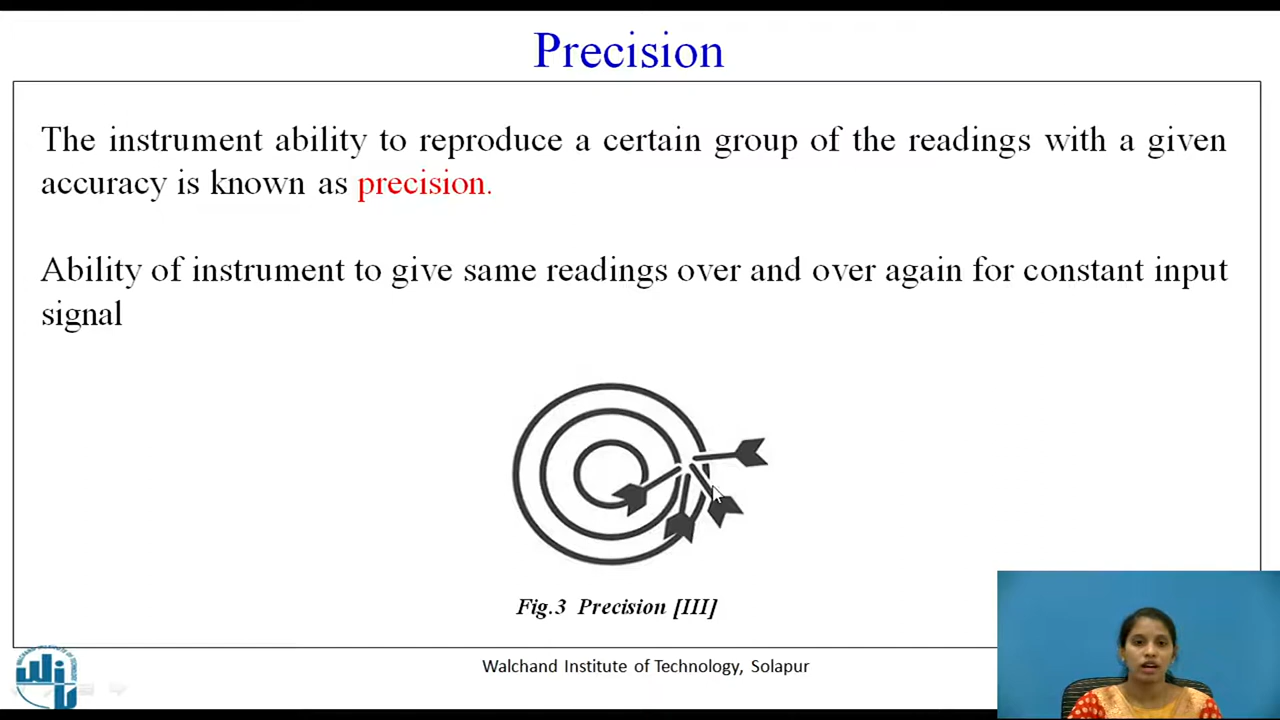 Precision
The instrument ability to reproduce a certain group of the readings with a given
accuracy is known as precision.
Ability of instrument to give same readings over and over again for constant input
signal
Fig.3 Precision [III]
Walchand Institute of Technology, Solapur